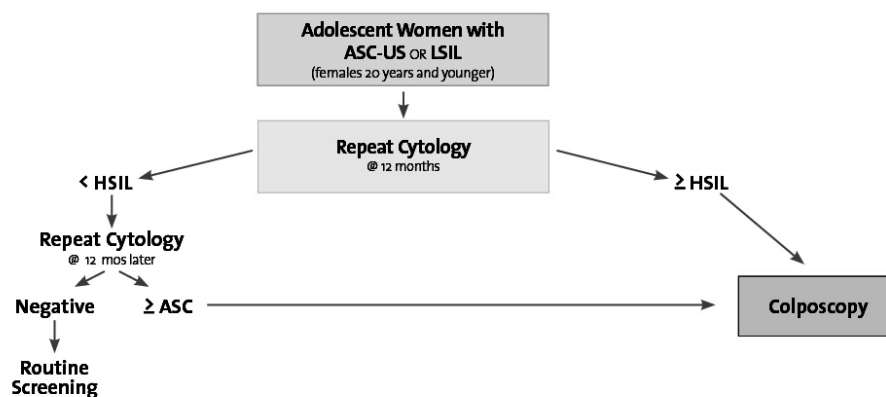 Adolescent Women with
ASC-US OR LSIL
(females 20 years and younger)
Repeat Cytology
@ 12 months
< HSIL
≥ HSIL
Repeat Cytology
@ 12 mos later
Negative
≥ ASC
Colposcopy
Routine
Screening